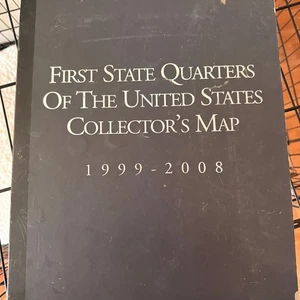 FIRST STATE QUARTERS
OF THE UNITED STATES
COLLECTOR'S MAP
1999-2008